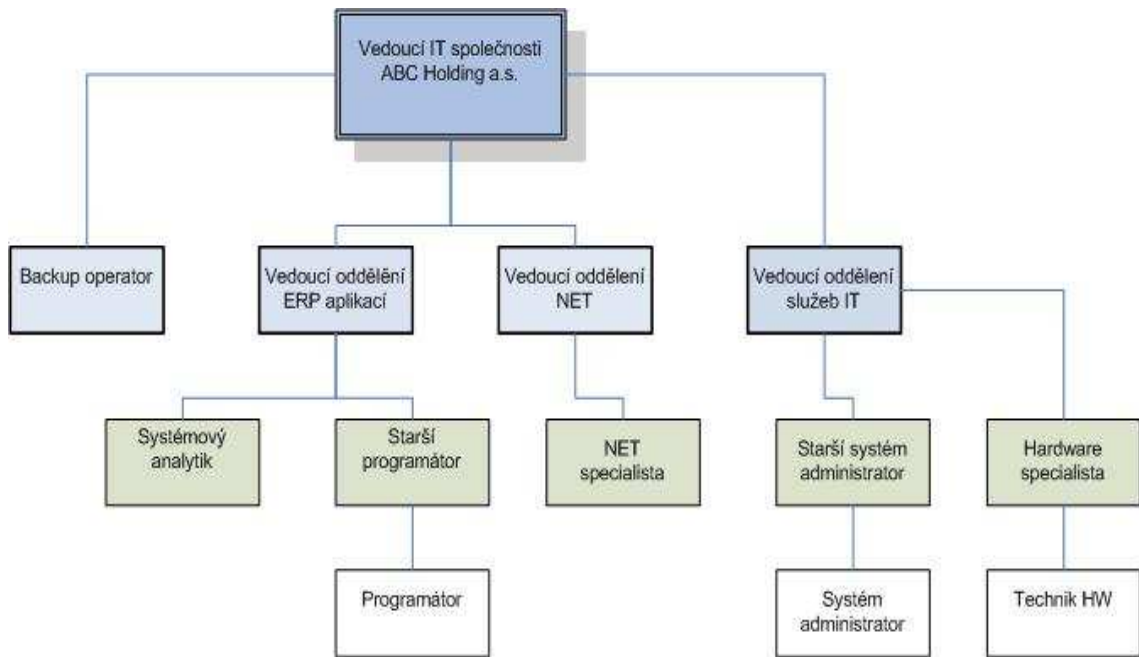 Vedoucí IT společnosti
ABC Holding a.s.
Backup operator
Vedoucí oddělění
ERP aplikací
Vedoucí oddělení
NET
Vedoucí oddělení
služeb IT
Systémový
analytik
Starší
programátor
NET
specialista
Starší systém
administrator
Hardware
specialista
Programátor
Systém
administrator
Technik HW